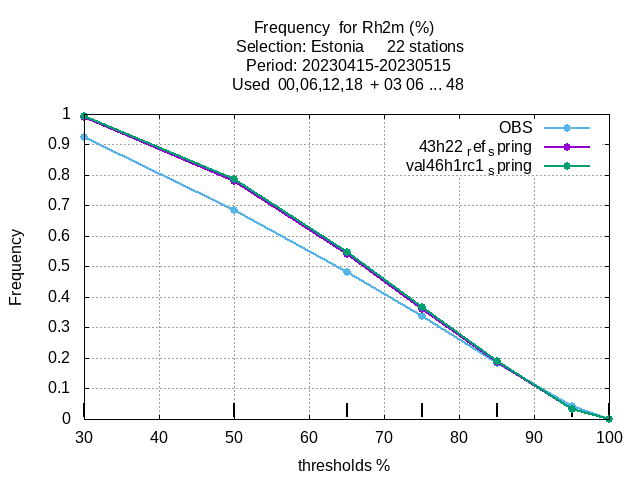 Frequency  for Rh2m (%)
Selection: Estonia     22 stations
Period: 20230415-20230515
Used  00,06,12,18  + 03 06 ... 48
OBS
43h22 ref spring
val46h1rc1 spring
1
0.9
0.8
0.7
0.6
0.5
0.4
0.3
0.2
0.1
0
Frequency
30 40 50 60 70 80 90 100
thresholds %